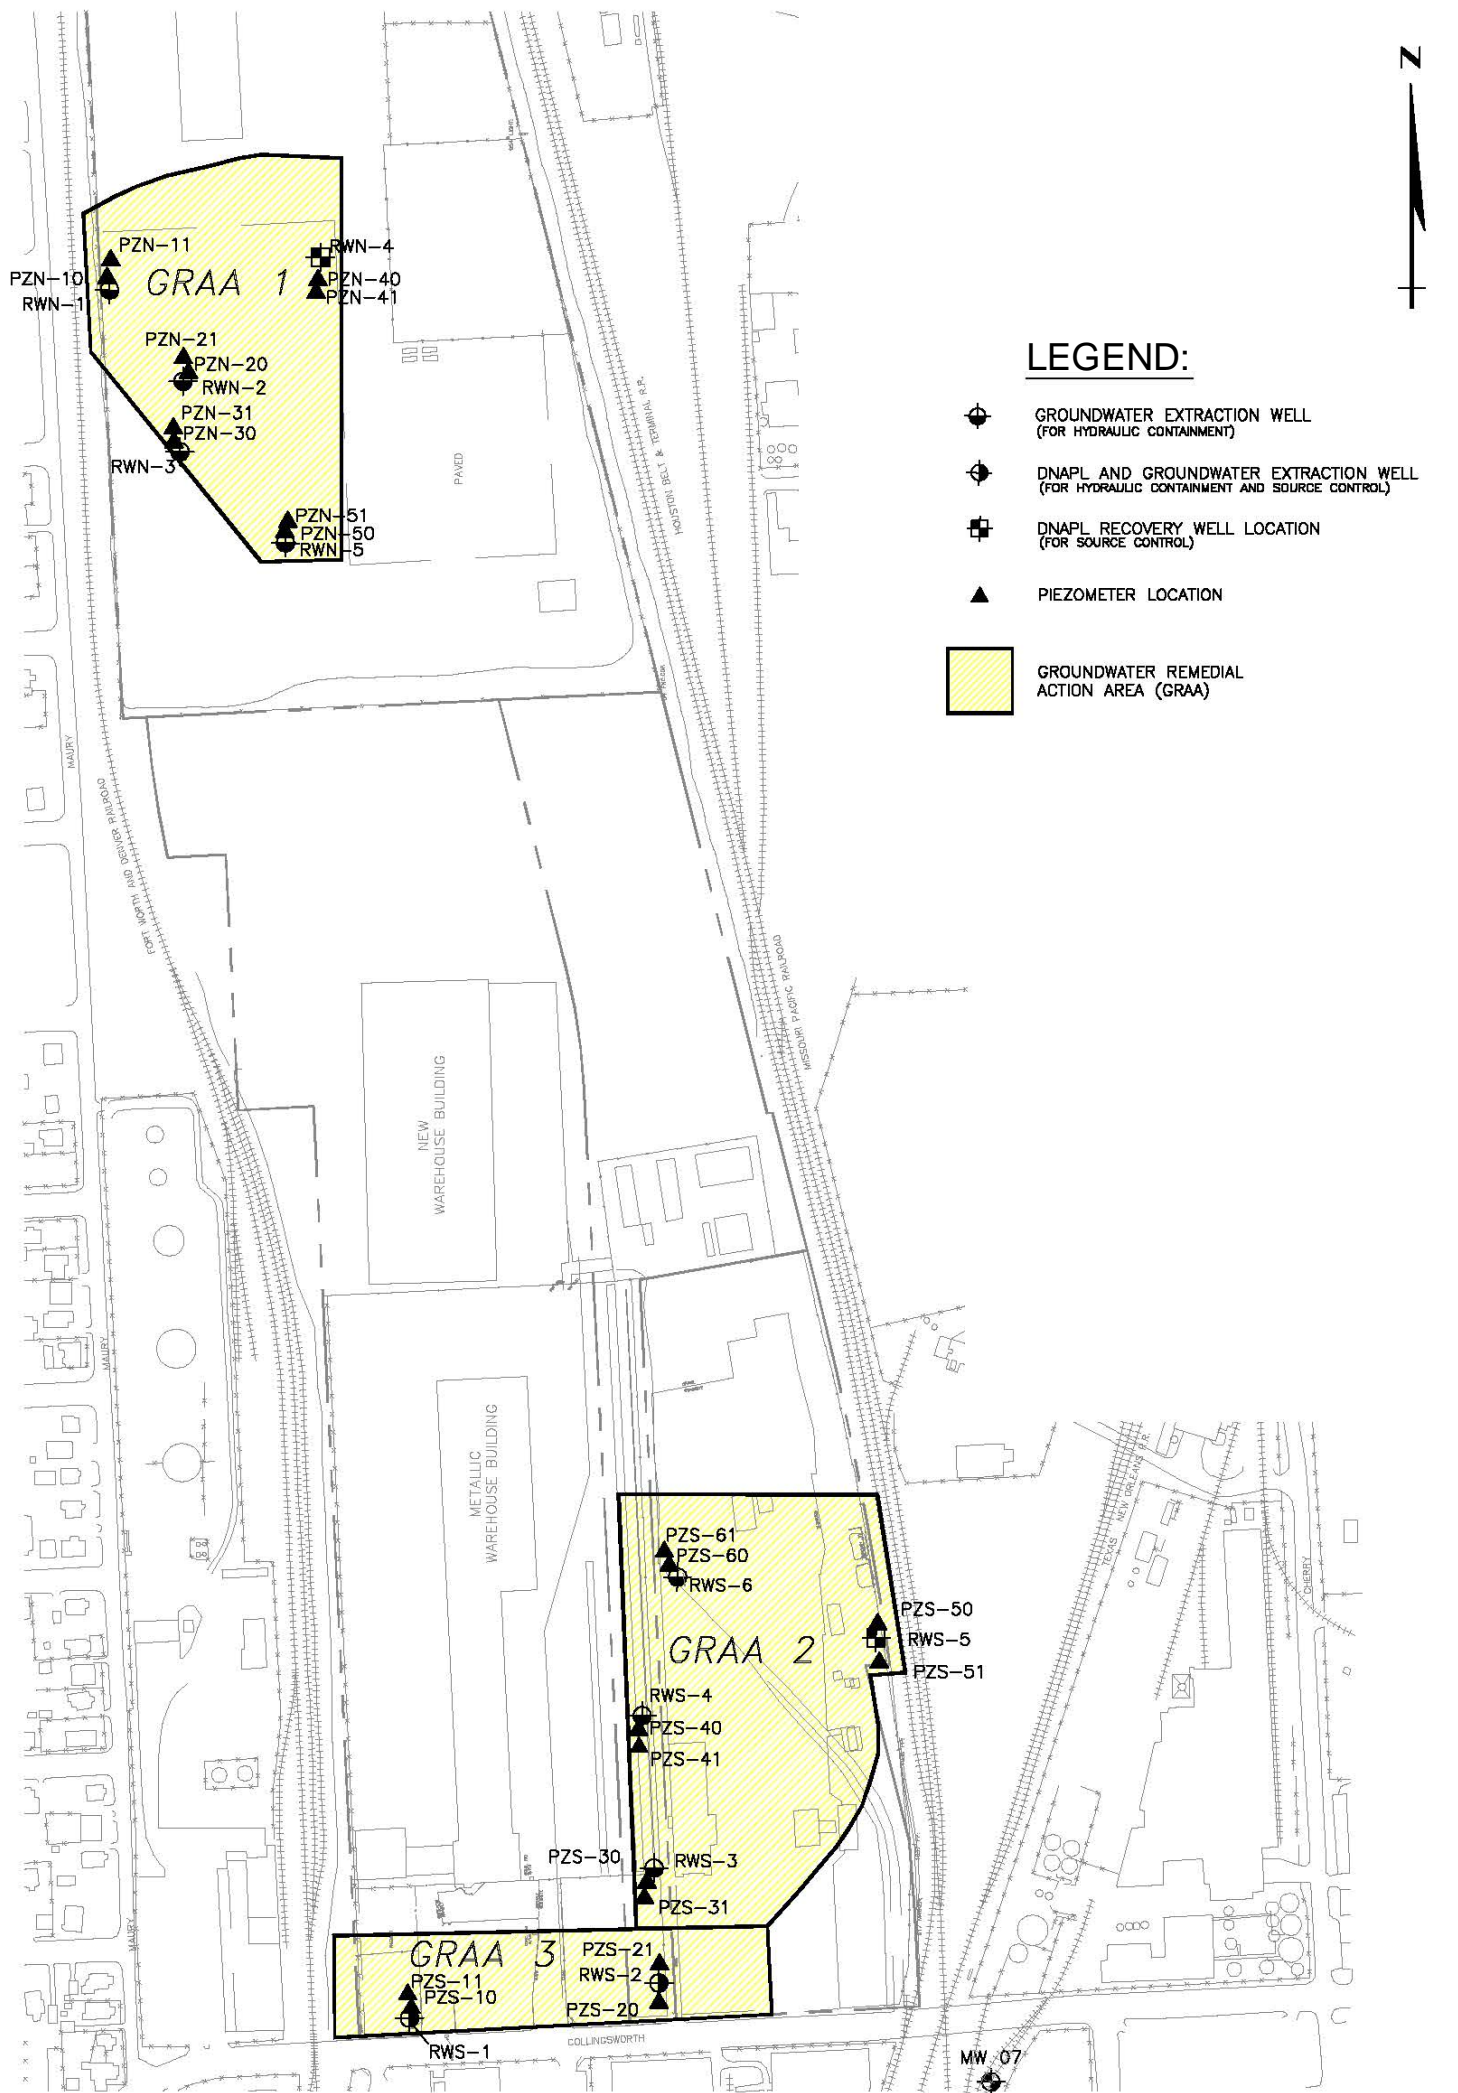 N
PZN-11
RWN-4
PZN-10
GRAA 1
PZN-40
RWN-1
PZN-41
PZN-21
PZN-20
RWN-2
PZN-31
PZN-30
RWN-3
PZN-51
PZN-50
RWN-5
PAVED
HOUSTON BELT & TERMINAL R.R.
LEGEND:
GROUNDWATER EXTRACTION WELL
(FOR HYDRAULIC CONTAINMENT)
DNAPL AND GROUNDWATER EXTRACTION WELL
(FOR HYDRAULIC CONTAINMENT AND SOURCE CONTROL)
DNAPL RECOVERY WELL LOCATION
(FOR SOURCE CONTROL)
PIEZOMETER LOCATION
GROUNDWATER REMEDIAL
ACTION AREA (GRAA)
MAURY
FORT WORTH AND DENVER RAILROAD
MISSOURI PACIFIC RAILROAD
NEW
WAREHOUSE BUILDING
MAURY
METALLIC
WAREHOUSE BUILDING
TEXAS NEW ORLEANS R.R.
CHERRY
PZS-61
PZS-60
RWS-6
PZS-50
RWS-5
GRAA 2
PZS-51
RWS-4
PZS-40
PZS-41
PZS-30
RWS-3
PZS-31
MAURY
GRAA 3
PZS-21
RWS-2
PZS-11
PZS-10
PZS-20
COLLINGSWORTH
RWS-1
MW 07